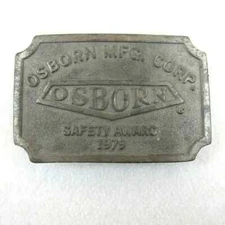 OSBORN MFG. CORP.
OSBORN
®
SAFETY AWARD
1979